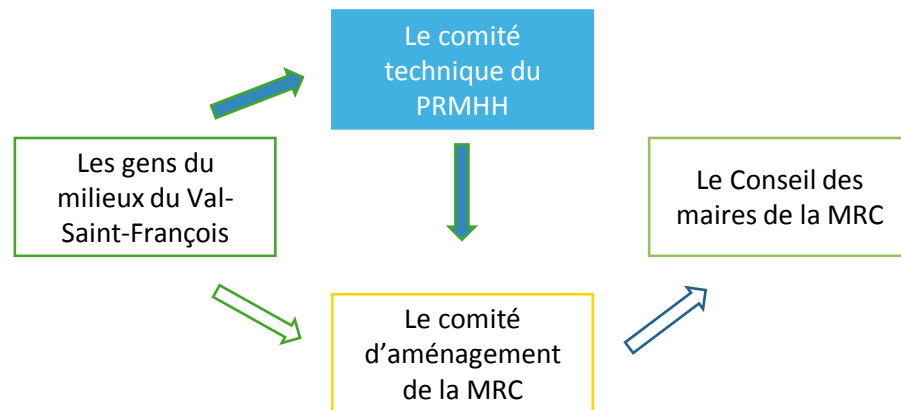 Le comité
technique du
PRMHH
Les gens du
milieux du Val-
Saint-François
Le Conseil des
maires de la MRC
Le comité
d’aménagement
de la MRC